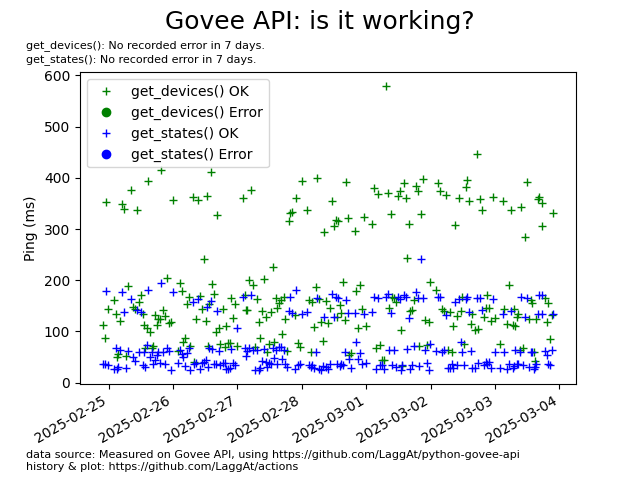 Govee API: is it working?
get_devices(): No recorded error in 7 days.
get_states(): No recorded error in 7 days.
600
500
400
300
200
100
0
Ping (ms)
get_devices() OK
get_devices() Error
get_states() OK
get_states() Error
2025-02-25
2025-02-26
2025-02-27
2025-02-28
2025-03-01
2025-03-02
2025-03-03
2025-03-04
data source: Measured on Govee API, using https://github.com/LaggAt/python-govee-api
history & plot: https://github.com/LaggAt/actions